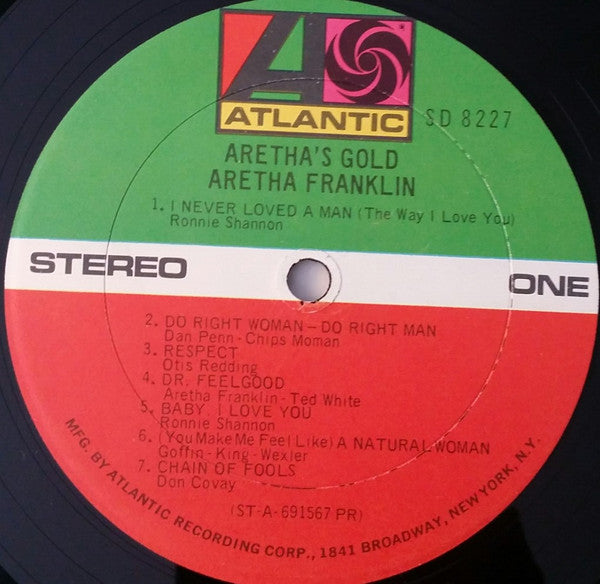 ATLANTIC
SD 8227
ARETHA'S GOLD
ARETHA FRANKLIN
1. I NEVER LOVED A MAN (The Way I Love You)
Ronnie Shannon
STEREO
ONE
2. DO RIGHT WOMAN – DO RIGHT MAN
Dan Penn - Chips Moman
3. RESPECT
Otis Redding
4. DR. FEELGOOD
Aretha Franklin - Ted White
5. BABY, I LOVE YOU
Ronnie Shannon
6. (You Make Me Feel Like) A NATURAL WOMAN
Goffin - King - Wexler
7. CHAIN OF FOOLS
Don Covay
(ST-A-691567 PR)
MFG. BY ATLANTIC RECORDING CORP., 1841 BROADWAY, NEW YORK, N.Y.